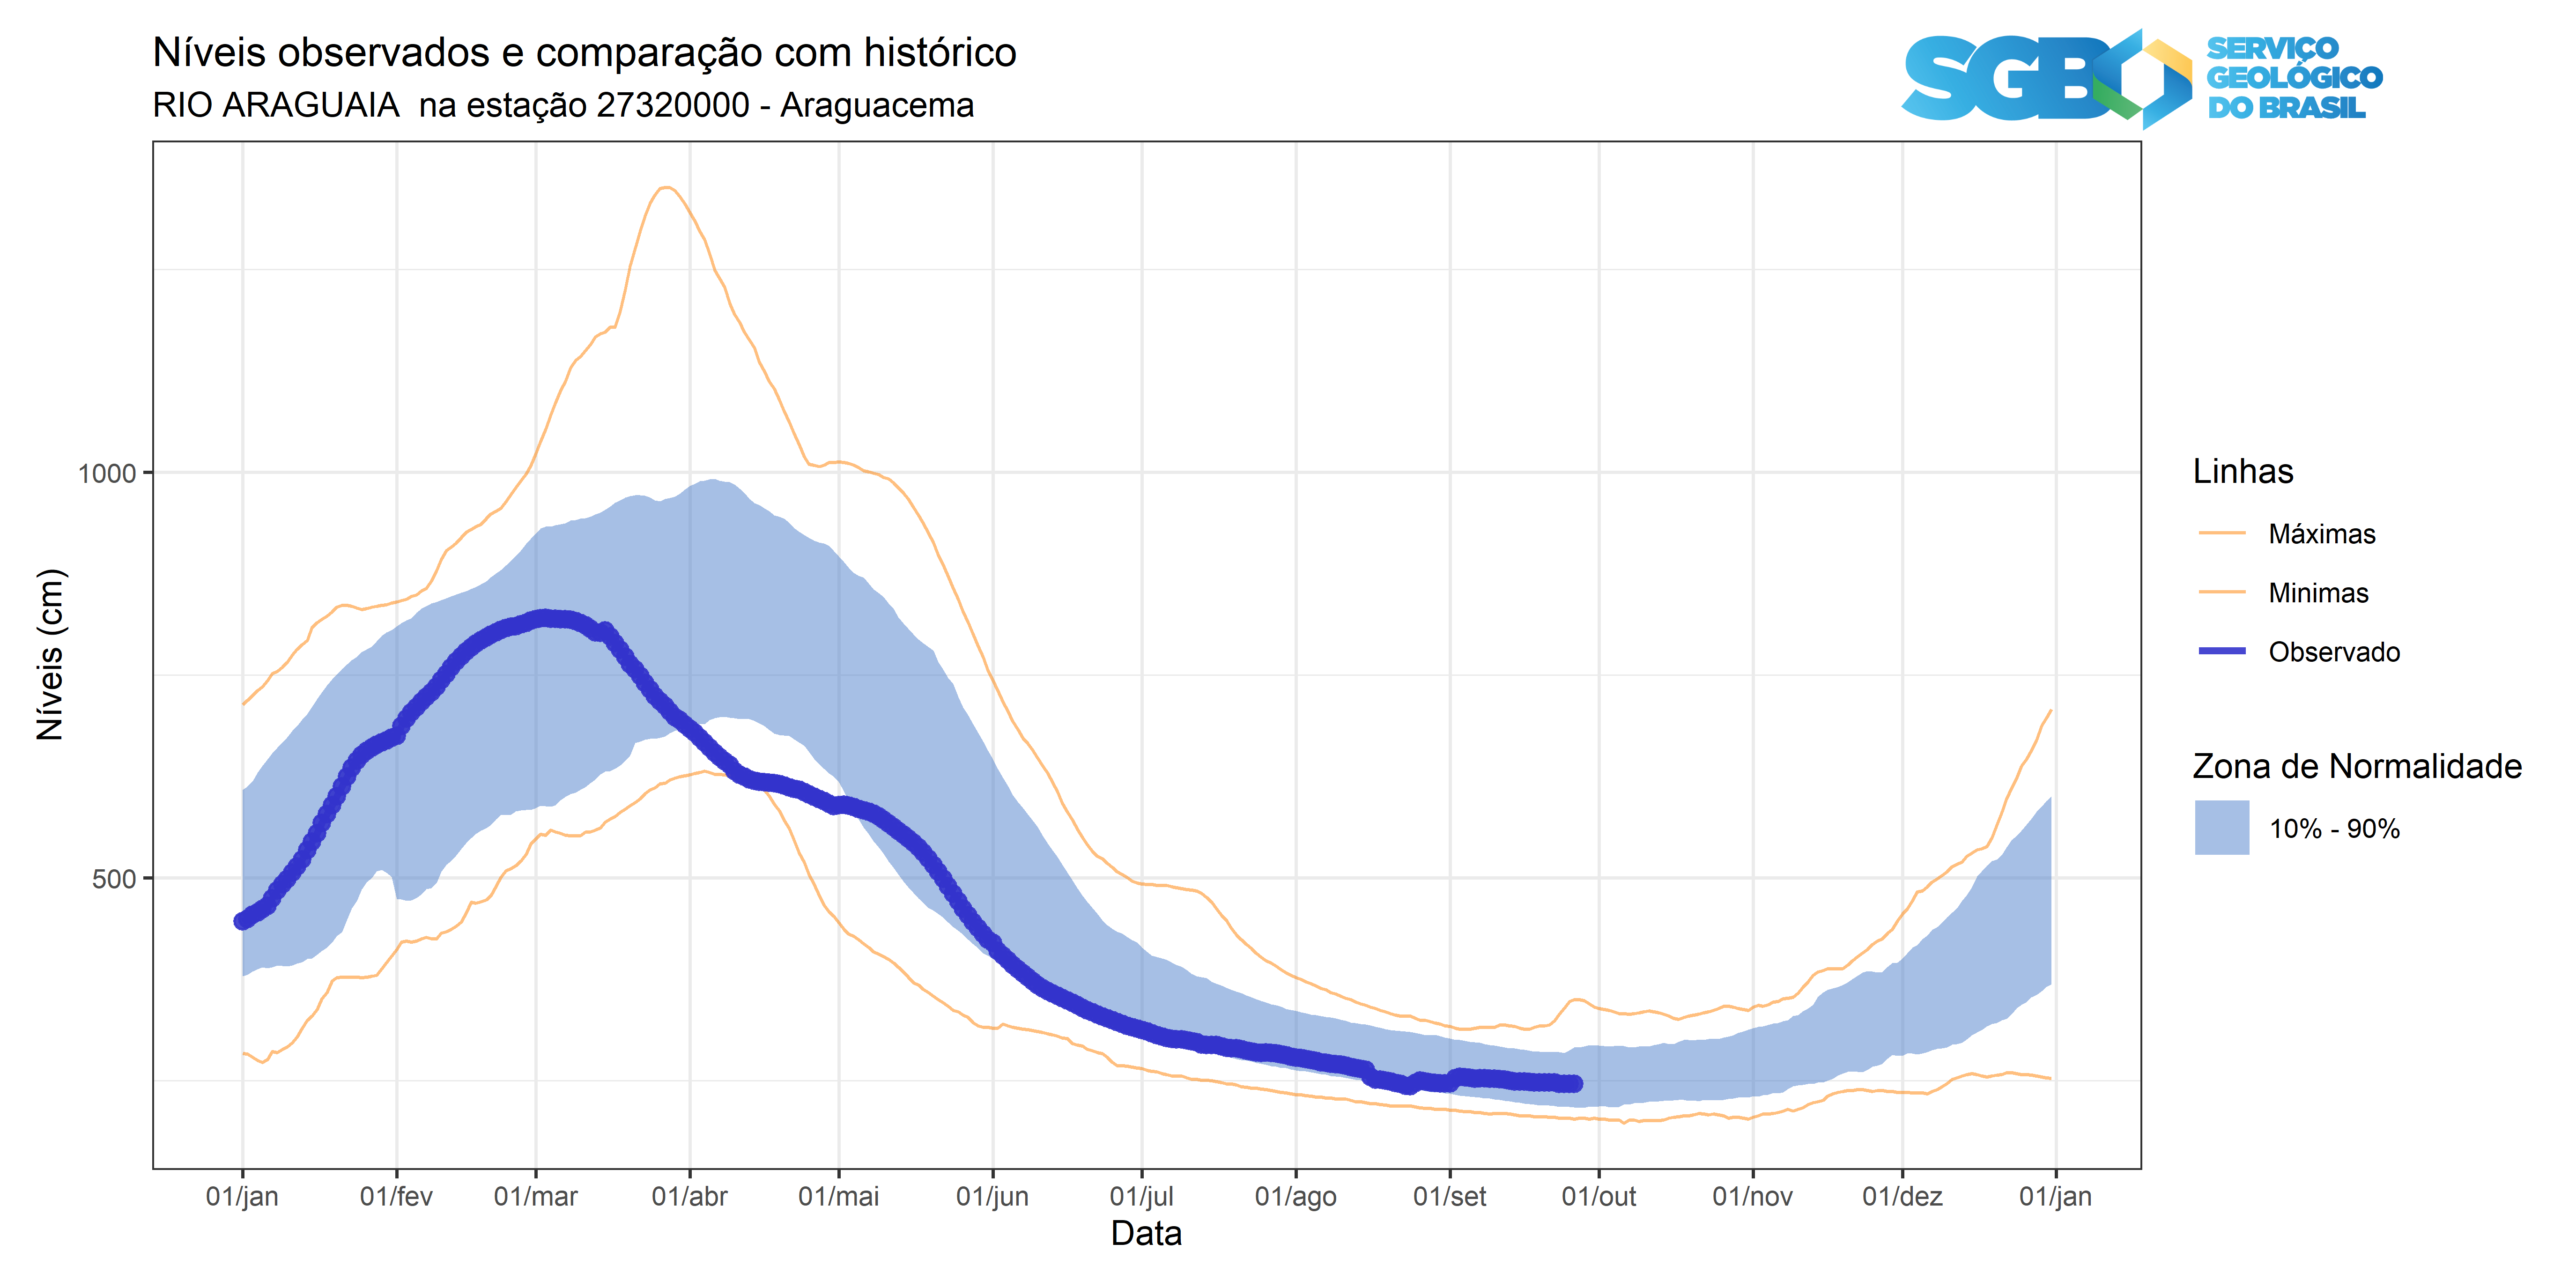 Níveis observados e comparação com histórico
RIO ARAGUAIA  na estação 27320000 - Araguacema
SGB
SERVIÇO
GEOLÓGICO
DO BRASIL
Níveis (cm)
1000
500
01/jan
01/fev
01/mar
01/abr
01/mai
01/jun
01/jul
01/ago
01/set
01/out
01/nov
01/dez
01/jan
Data
Linhas
Máximas
Minimas
Observado
Zona de Normalidade
10% - 90%